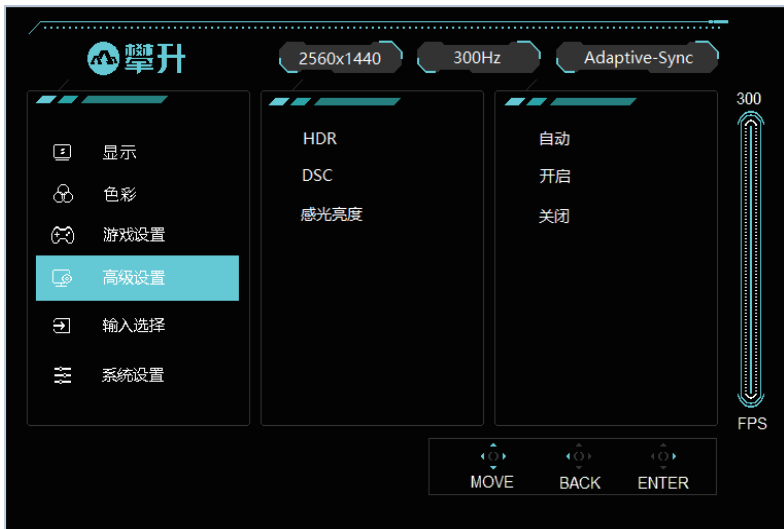 攀升
2560x1440
300Hz
Adaptive-Sync
300
显示
色彩
游戏设置
高级设置
输入选择
系统设置
HDR
DSC
感光亮度
自动
开启
关闭
FPS
MOVE
BACK
ENTER